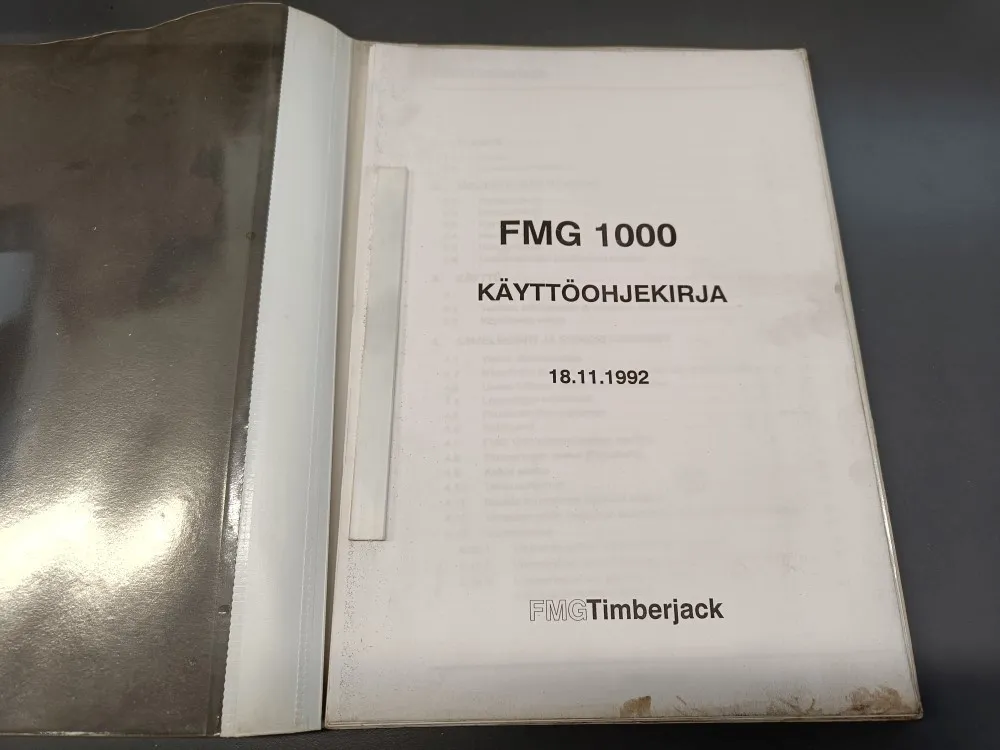 FMG 1000
KÄYTTÖOHJEKIRJA
18.11.1992
FMGTimberjack